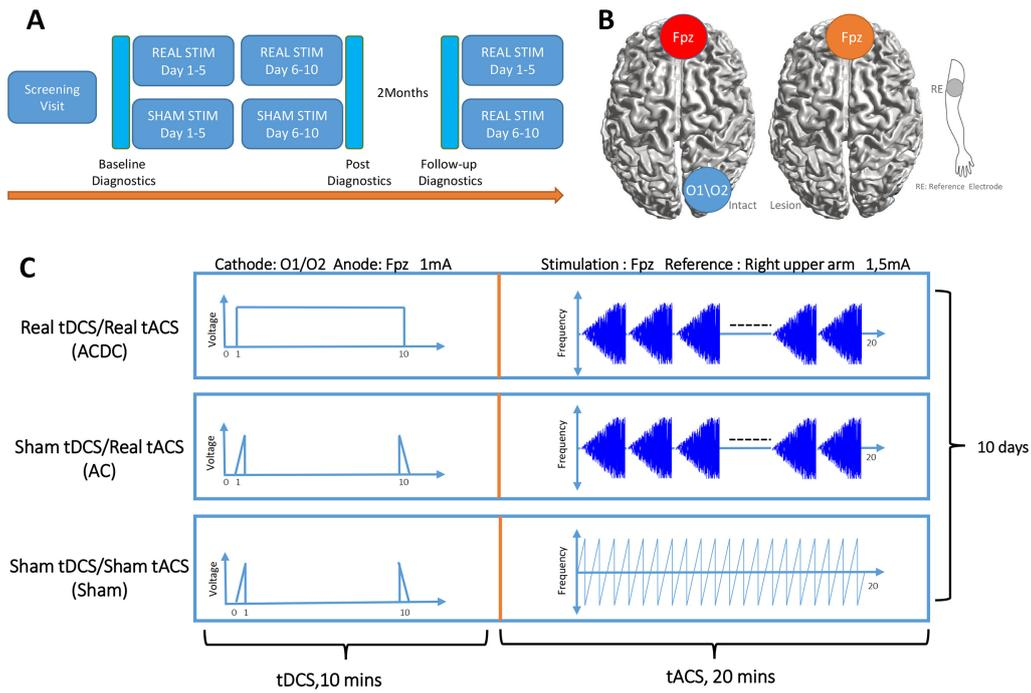 A
Screening
Visit
REAL STIM
Day 1-5
REAL STIM
Day 6-10
SHAM STIM
Day 1-5
SHAM STIM
Day 6-10
2Months
REAL STIM
Day 1-5
REAL STIM
Day 6-10
Baseline
Diagnostics
Post
Diagnostics
Follow-up
Diagnostics
B
Fpz
Fpz
O1\O2
Intact
Lesion
RE
RE: Reference Electrode
C
Cathode: O1/O2 Anode: Fpz 1mA
Stimulation : Fpz Reference : Right upper arm 1,5mA
Real tDCS/Real tACS
(ACDC)
Voltage
0 1 10
Frequency
20
Sham tDCS/Real tACS
(AC)
Voltage
0 1 10
Frequency
20
Sham tDCS/Sham tACS
(Sham)
Voltage
0 1 10
Frequency
20
10 days
tDCS,10 mins
tACS, 20 mins